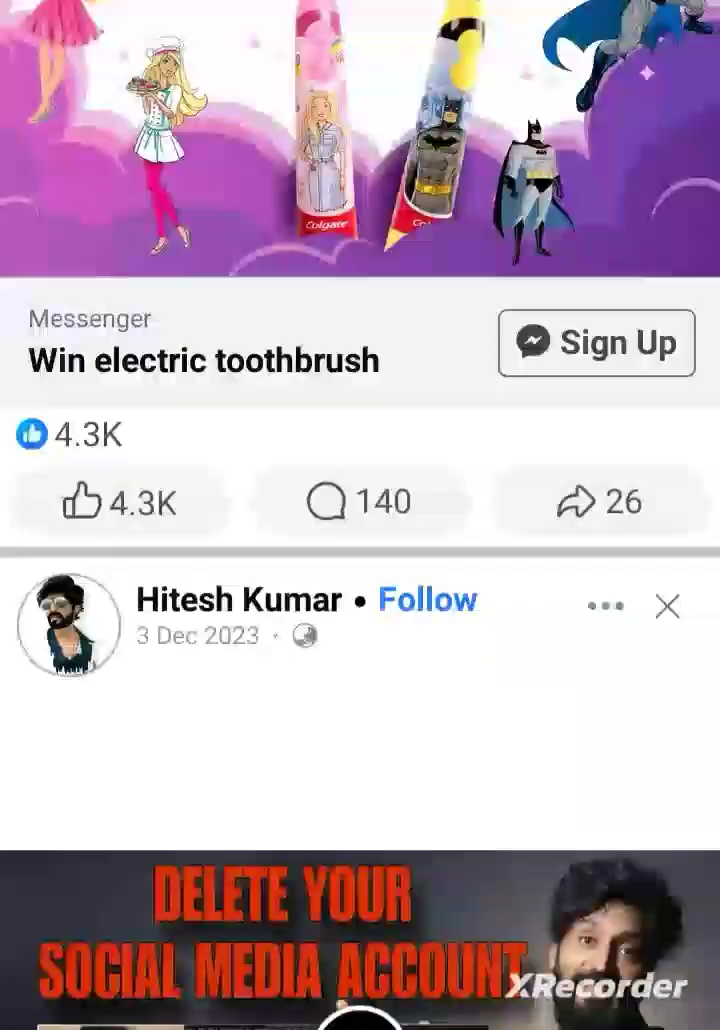 Colgate
Messenger
Win electric toothbrush
Sign Up
4.3K
4.3K
140
26
Hitesh Kumar • Follow
3 Dec 2023 ·
DELETE YOUR
SOCIAL MEDIA ACCOUNT
XRecorder